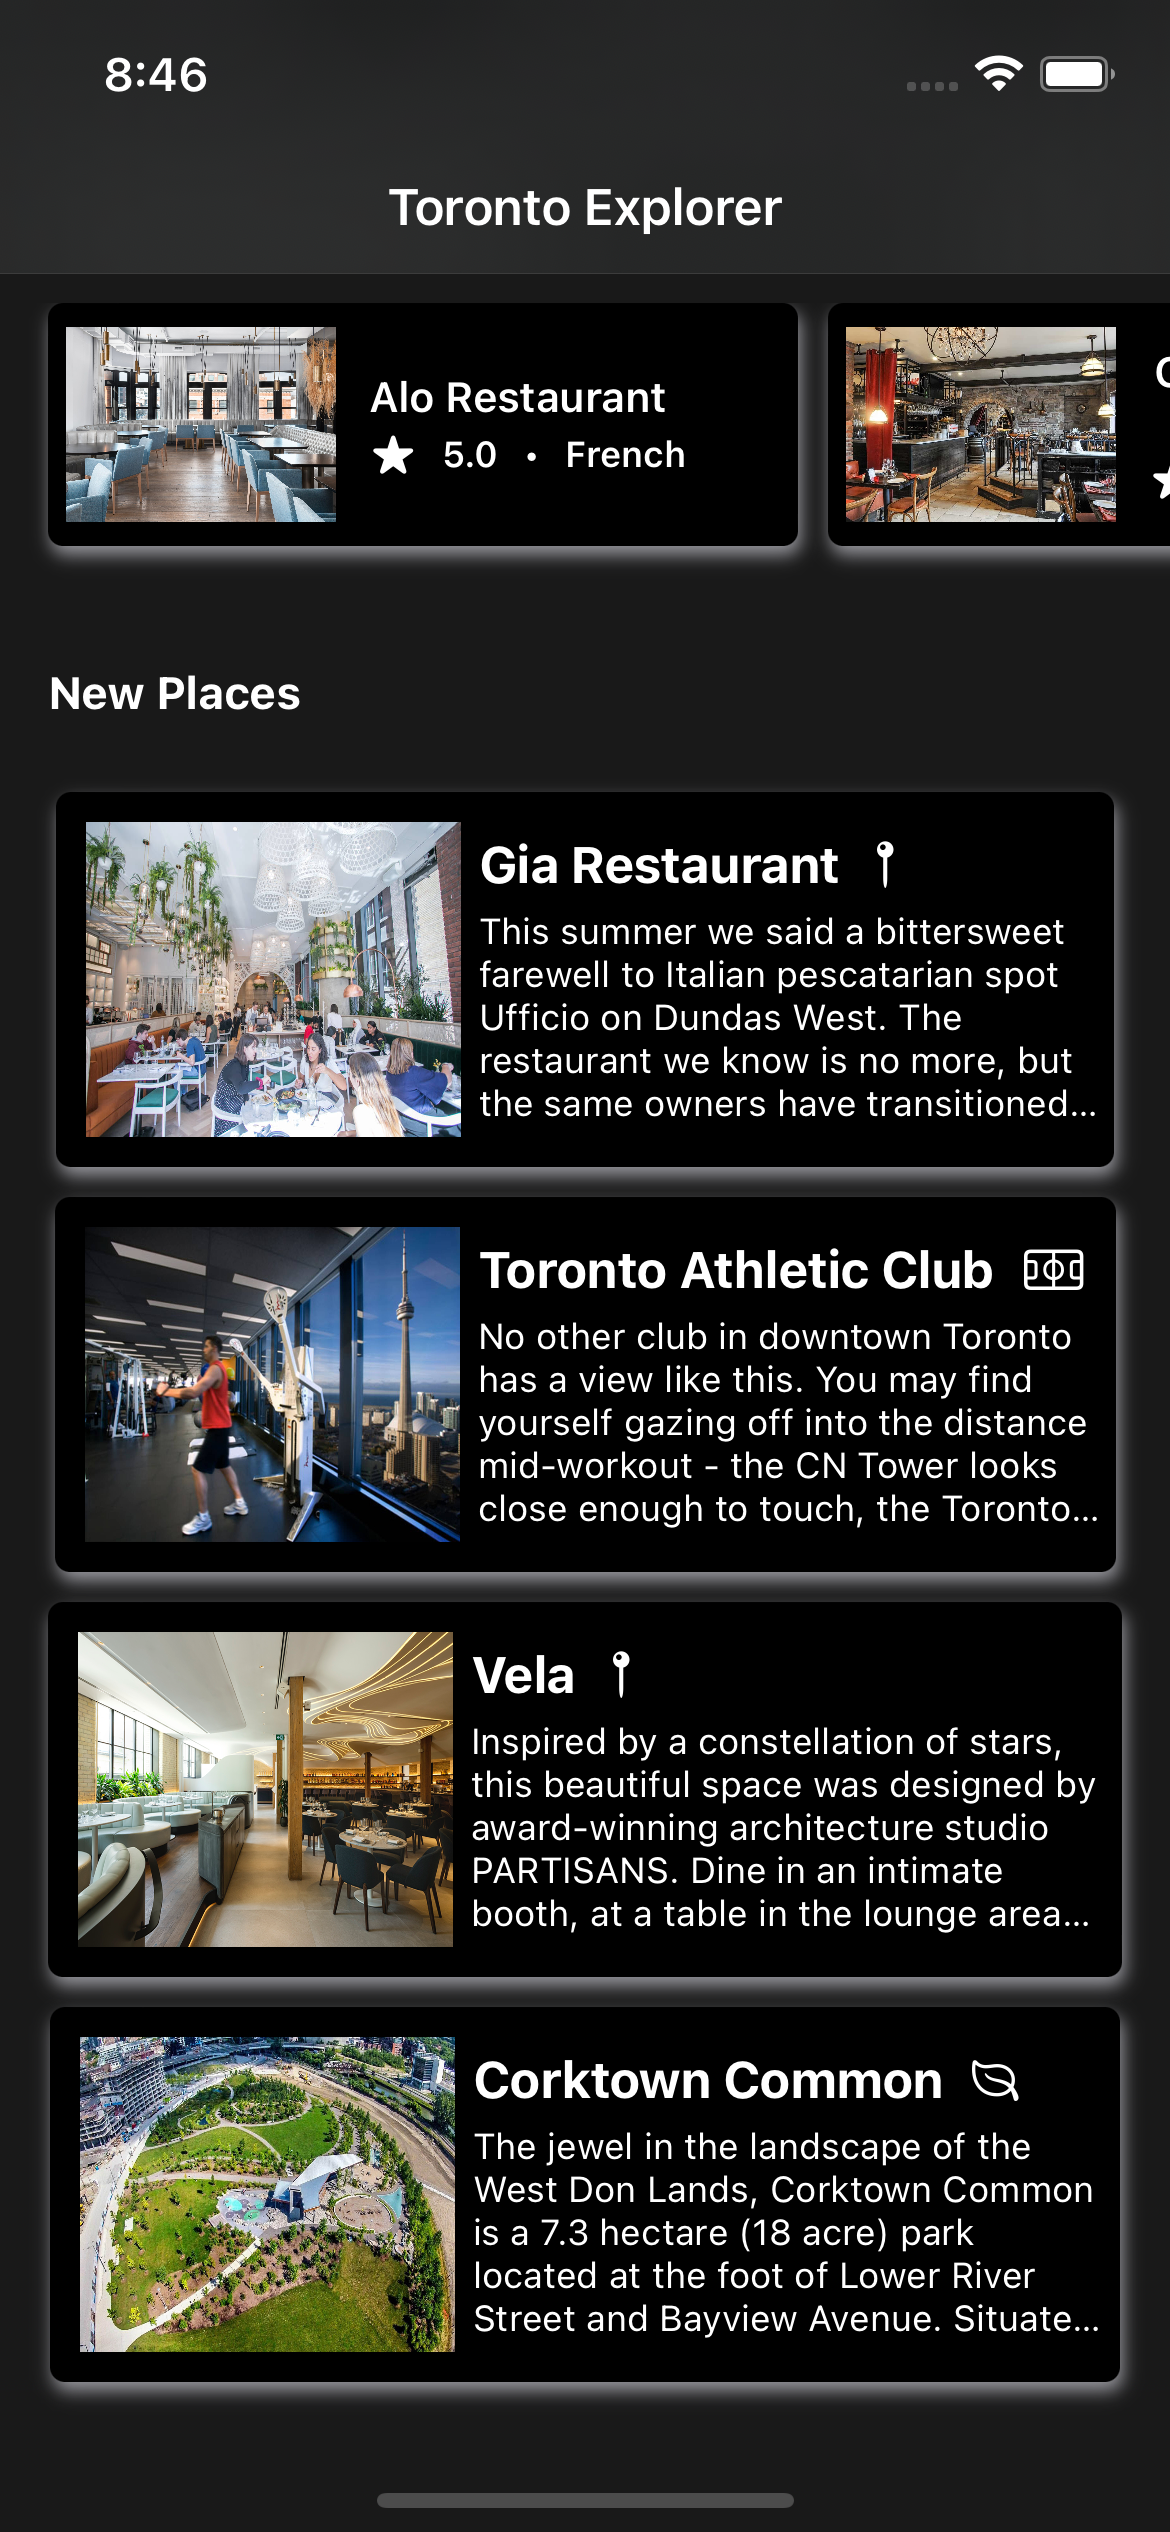 8:46
Toronto Explorer
Alo Restaurant
5.0 • French
New Places
Gia Restaurant
This summer we said a bittersweet
farewell to Italian pescatarian spot
Ufficio on Dundas West. The
restaurant we know is no more, but
the same owners have transitioned...
Toronto Athletic Club
No other club in downtown Toronto
has a view like this. You may find
yourself gazing off into the distance
mid-workout - the CN Tower looks
close enough to touch, the Toronto...
Vela
Inspired by a constellation of stars,
this beautiful space was designed by
award-winning architecture studio
PARTISANS. Dine in an intimate
booth, at a table in the lounge area...
Corktown Common
The jewel in the landscape of the
West Don Lands, Corktown Common
is a 7.3 hectare (18 acre) park
located at the foot of Lower River
Street and Bayview Avenue. Situate...